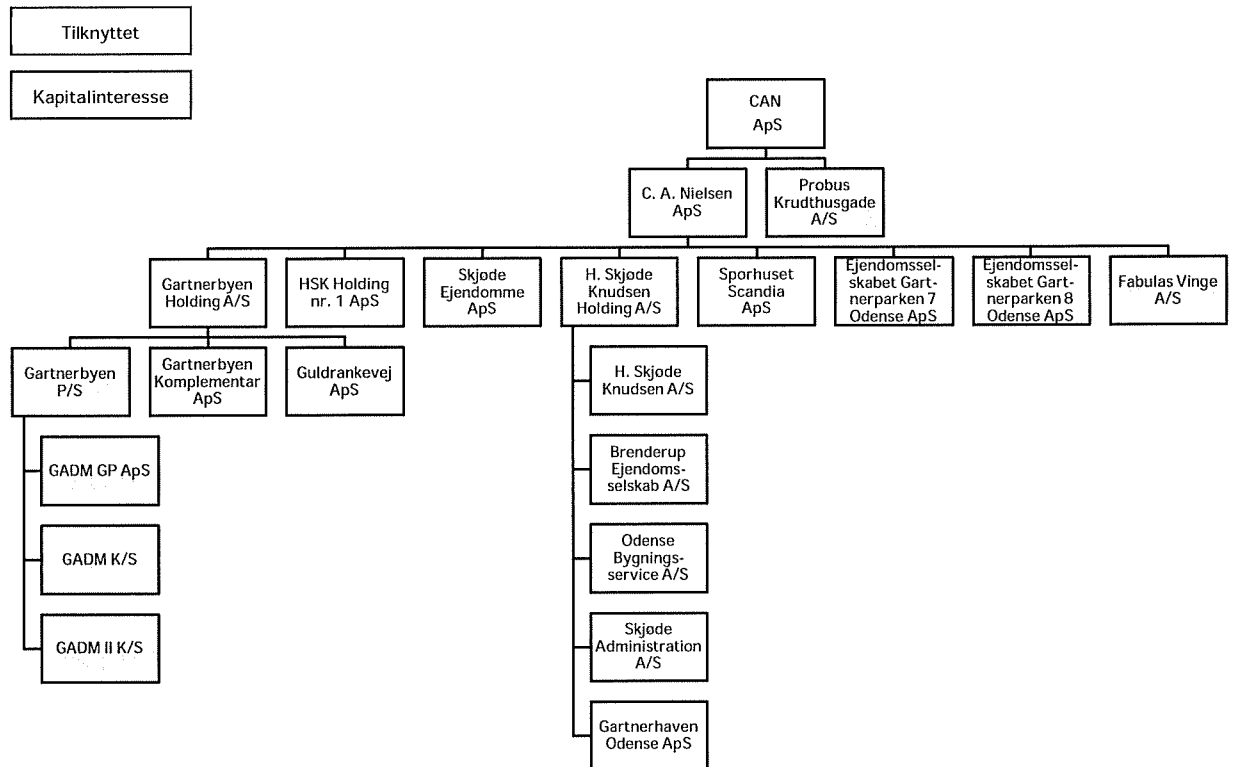 Tilknyttet
Kapitalinteresse
CAN
ApS
C. A. Nielsen
ApS
Probus
Krudthusgade
A/S
Gartnerbyen
Holding A/S
HSK Holding
nr. 1 ApS
Skjøde
Ejendomme
ApS
H. Skjøde
Knudsen
Holding A/S
Sporhuset
Scandia
ApS
Ejendomssel-
skabet Gart-
nerparken 7
Odense ApS
Ejendomssel-
skabet Gart-
nerparken 8
Odense ApS
Fabulas Vinge
A/S
Gartnerbyen
P/S
Gartnerbyen
Komplementar
ApS
Guldrankevej
ApS
GADM GP ApS
GADM K/S
GADM II K/S
H. Skjøde
Knudsen A/S
Brenderup
Ejendoms-
selskab A/S
Odense
Bygnings-
service A/S
Skjøde
Administration
A/S
Gartnerhaven
Odense ApS